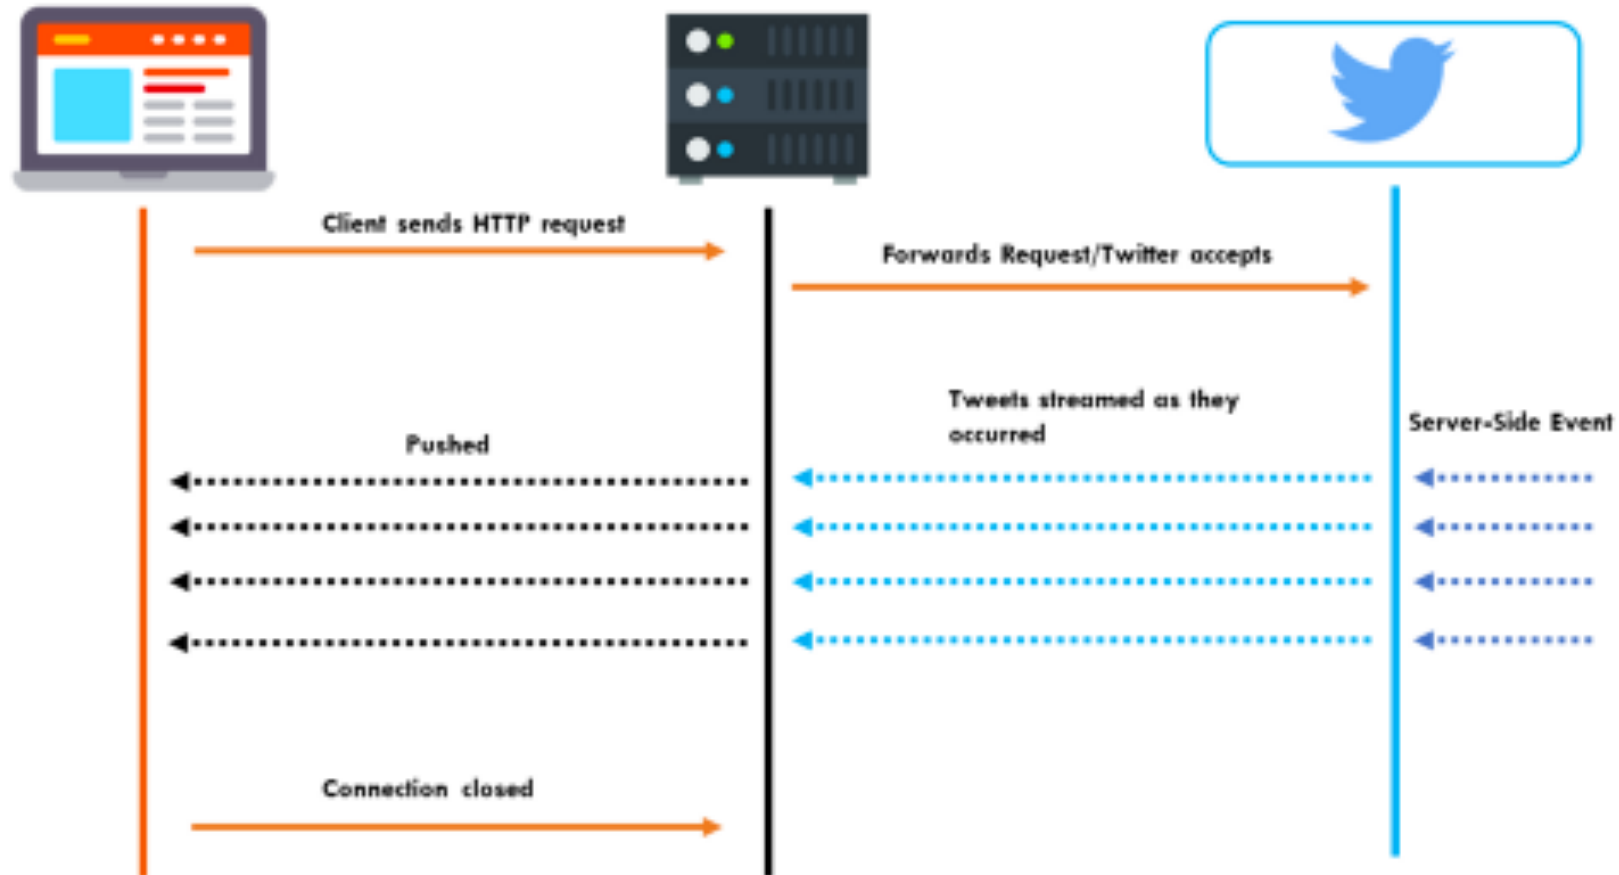 Client sends HTTP request
Forwards Request/Twitter accepts
Tweets streamed as they
occurred
Server-Side Event
Pushed
Connection closed